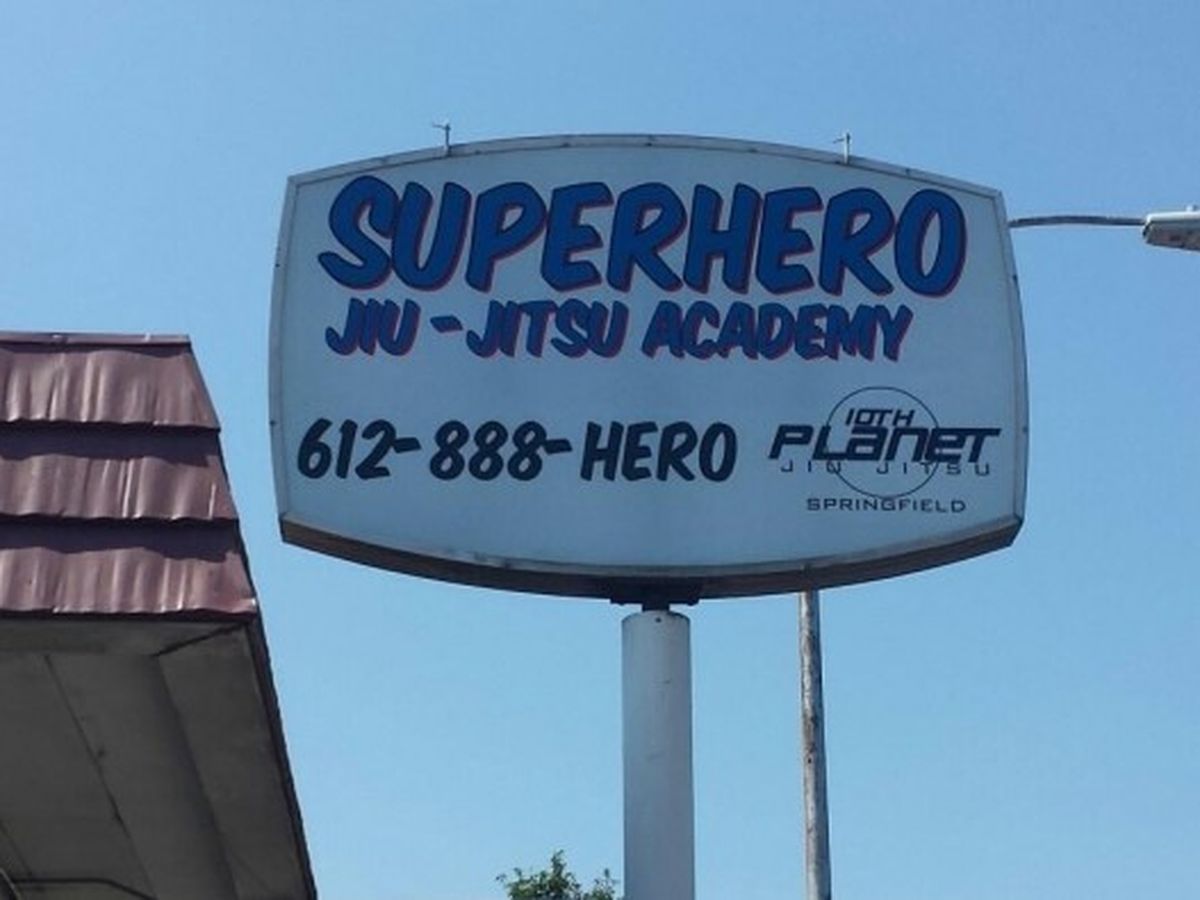 SUPERHERO
JIU-JITSU ACADEMY
612-888-HERO
10TH
PLANET
JIU JITSU
SPRINGFIELD